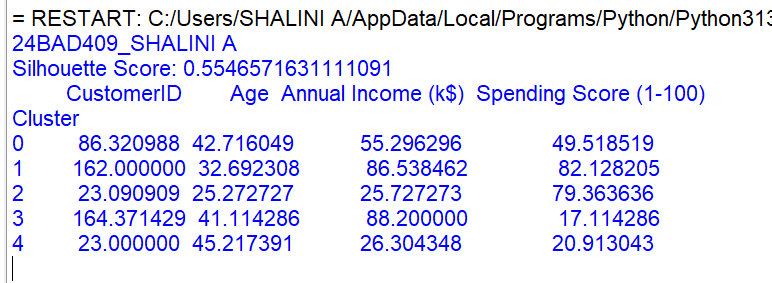 = RESTART: C:/Users/SHALINI A/AppData/Local/Programs/Python/Python313
24BAD409_SHALINI A
Silhouette Score: 0.5546571631111091
CustomerID Age Annual Income (k$) Spending Score (1-100)
Cluster
0 86.320988 42.716049 55.296296 49.518519
1 162.000000 32.692308 86.538462 82.128205
2 23.090909 25.272727 25.727273 79.363636
3 164.371429 41.114286 88.200000 17.114286
4 23.000000 45.217391 26.304348 20.913043